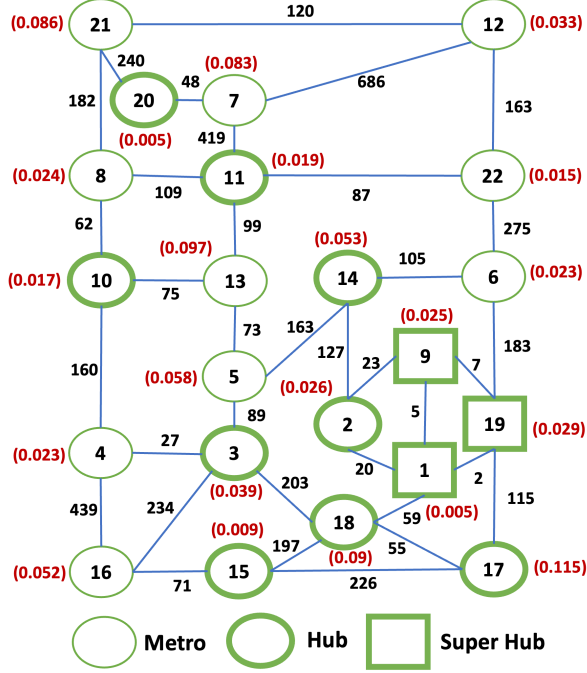 120
(0.086) 21 12 (0.033)
240
(0.083)
182 20 48 7 686 163
(0.005) 419 (0.019)
(0.024) 8 109 11 87 22 (0.015)
62 99 275
(0.097) (0.053)
(0.017) 10 75 13 14 105 6 (0.023)
73 163 127 (0.025) 183
160 (0.058) 5 23 9 7
(0.026)
89 2 5 19 (0.029)
(0.023) 4 27 3 20 1 2
(0.039) 203 59 (0.005) 115
439 234 (0.009) 18 55
197 (0.09)
(0.052) 16 71 15 226 17 (0.115)
Metro Hub Super Hub